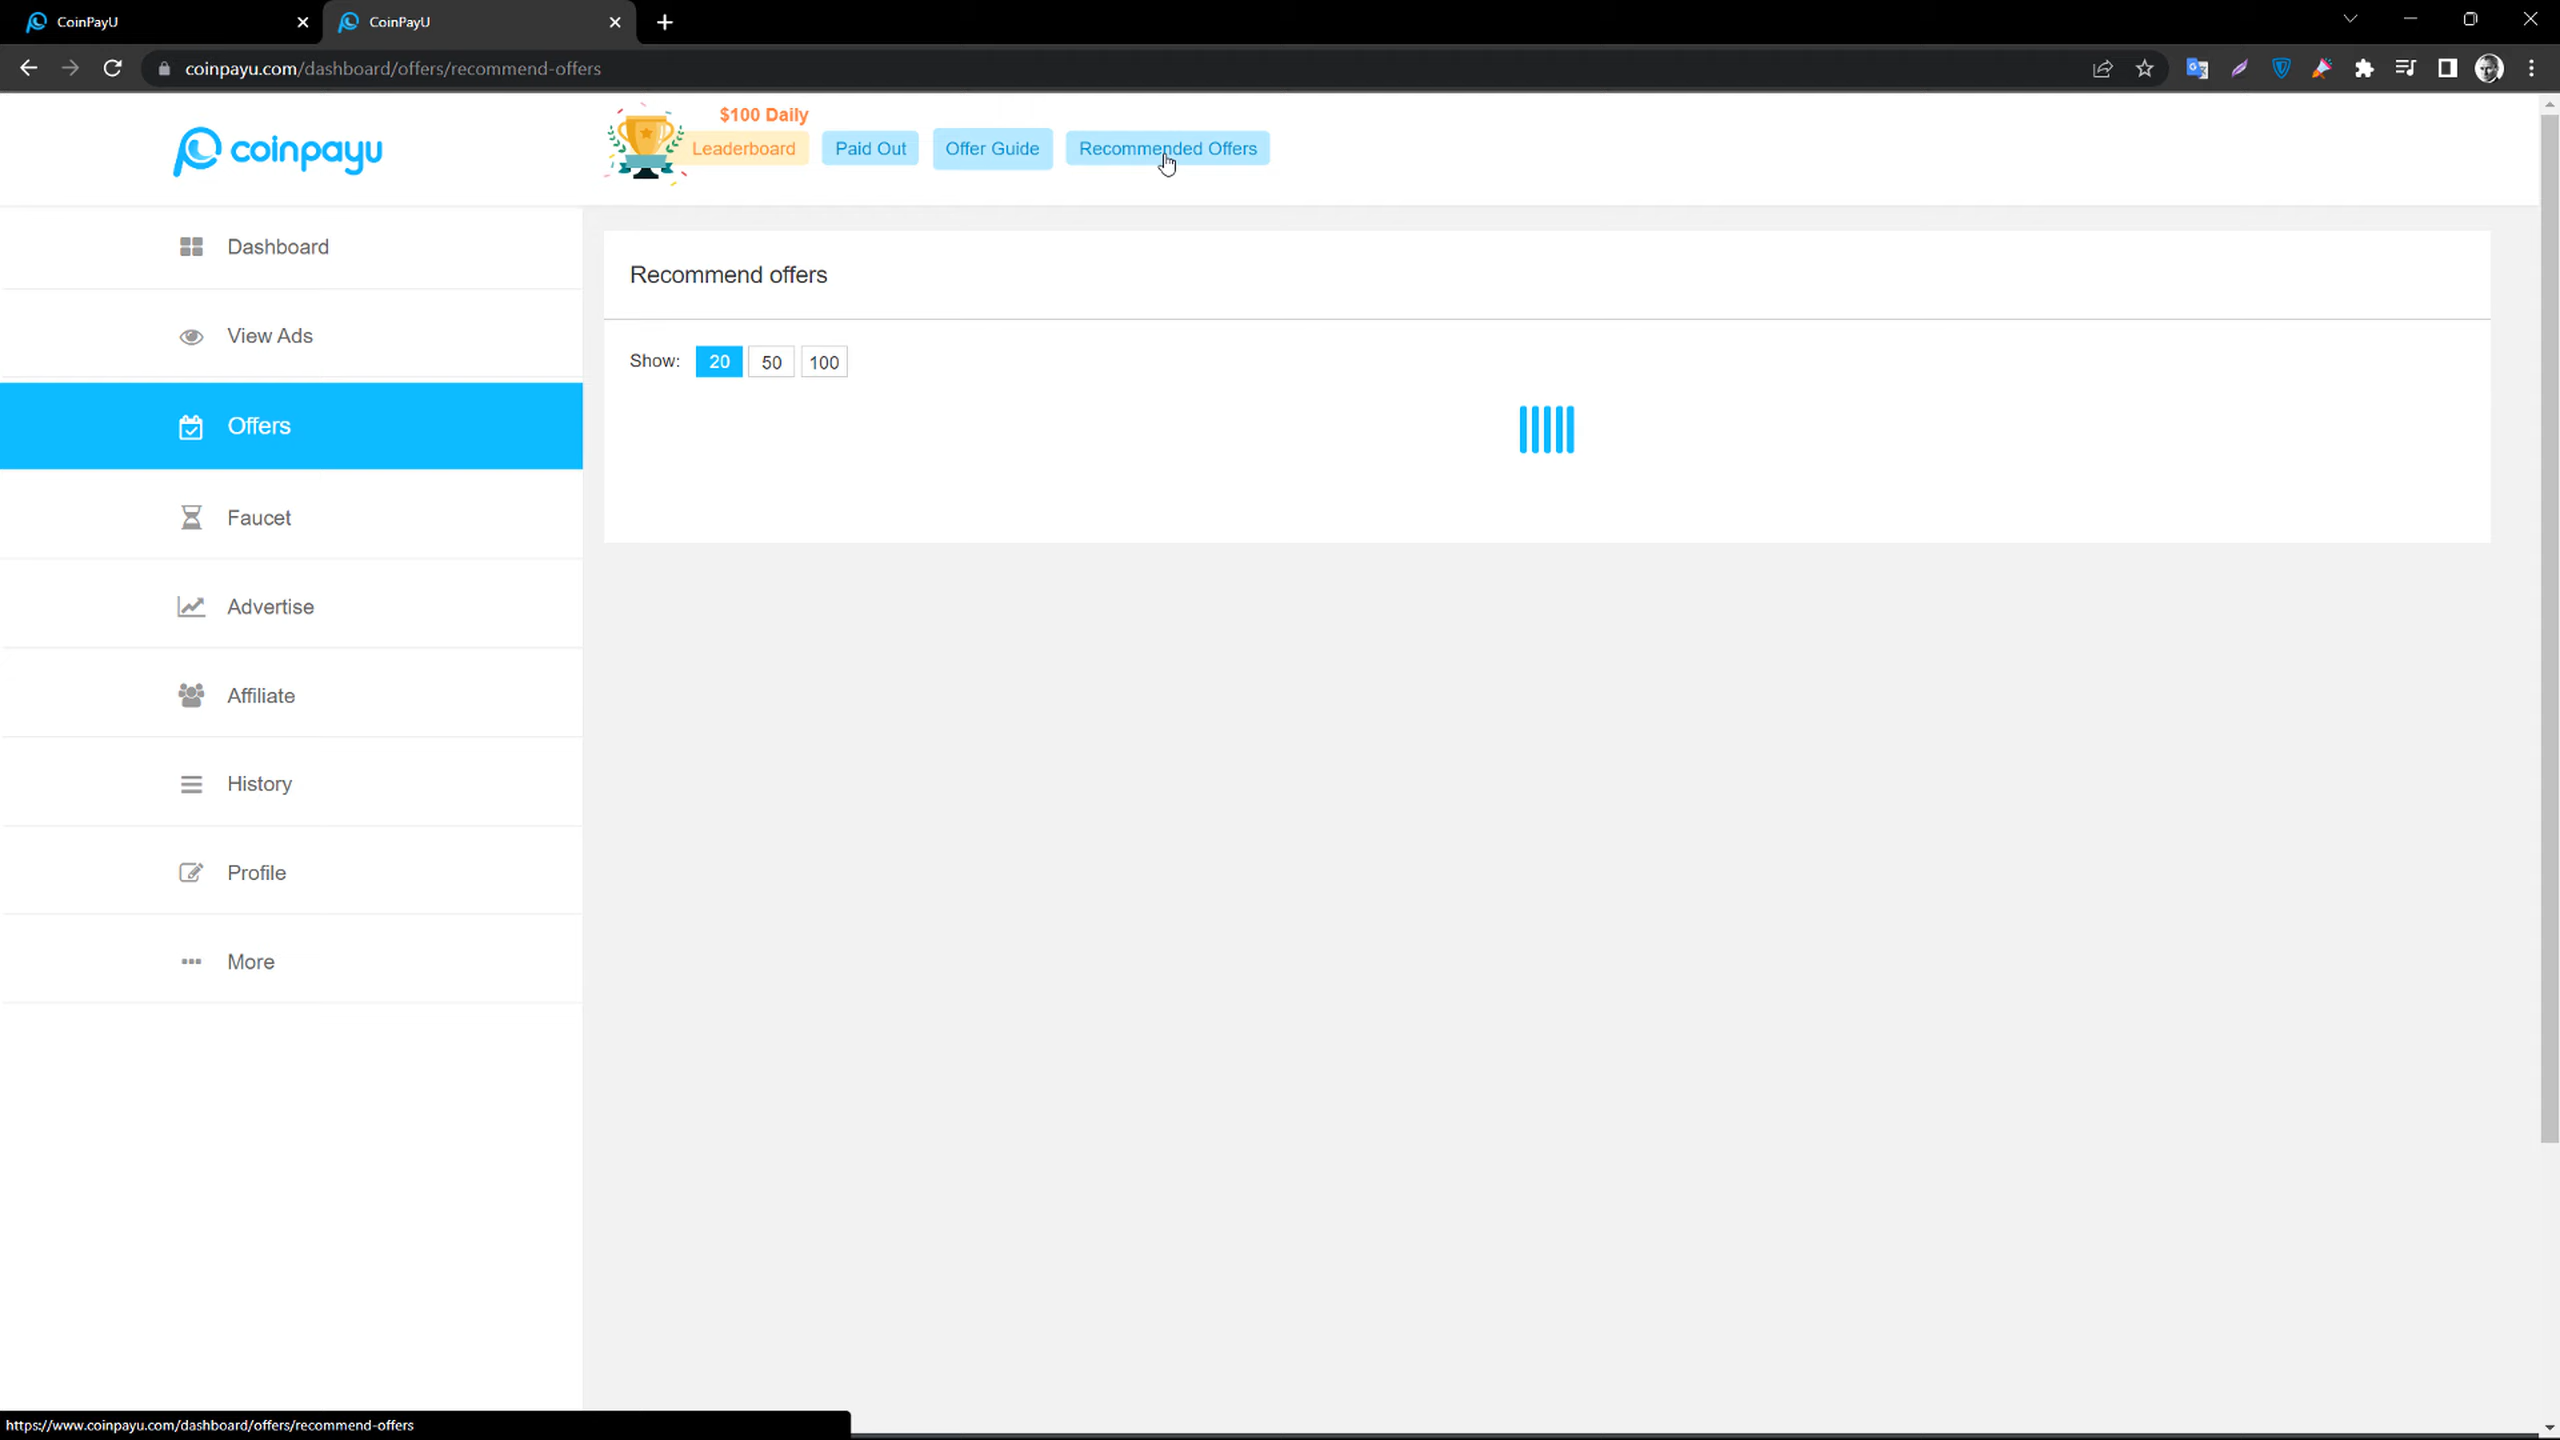 CoinPayU
CoinPayU
coinpayu.com/dashboard/offers/recommend-offers
coinpayu
$100 Daily
Leaderboard
Paid Out
Offer Guide
Recommended Offers
Dashboard
View Ads
Offers
Faucet
Advertise
Affiliate
History
Profile
More
Recommend offers
Show: 20 50 100
https://www.coinpayu.com/dashboard/offers/recommend-offers